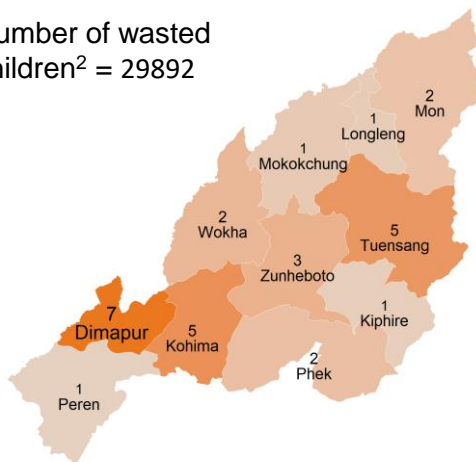 umber of wasted
hildren² = 29892
2
Mon
1
Longleng
1
Mokokchung
2
Wokha
5
Tuensang
3
Zunheboto
7
Dimapur
5
Kohima
1
Kiphire
2
Phek
1
Peren